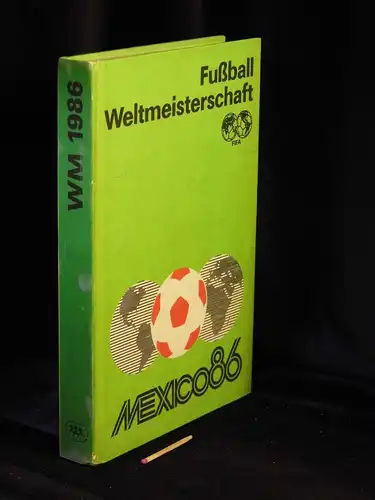 Fußball
Weltmeisterschaft
FIFA
MEXICO86
WM 1986